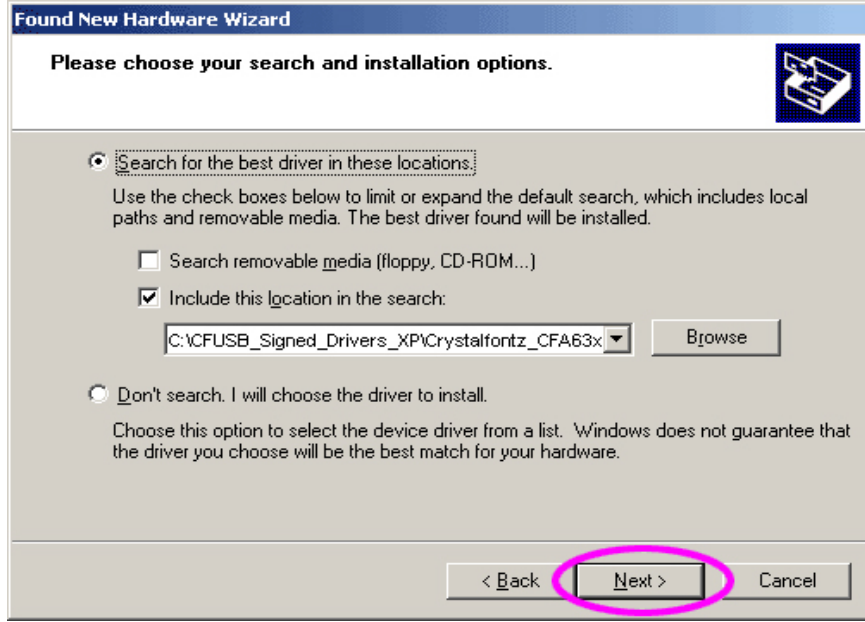 Found New Hardware Wizard
Please choose your search and installation options.
Search for the best driver in these locations.
Use the check boxes below to limit or expand the default search, which includes local
paths and removable media. The best driver found will be installed.
Search removable media (floppy, CD-ROM...)
Include this location in the search:
C:\CFUSB_Signed_Drivers_XP\Crystalfontz_CFA63x
Browse
Don't search. I will choose the driver to install.
Choose this option to select the device driver from a list.  Windows does not guarantee that
the driver you choose will be the best match for your hardware.
< Back Next > Cancel